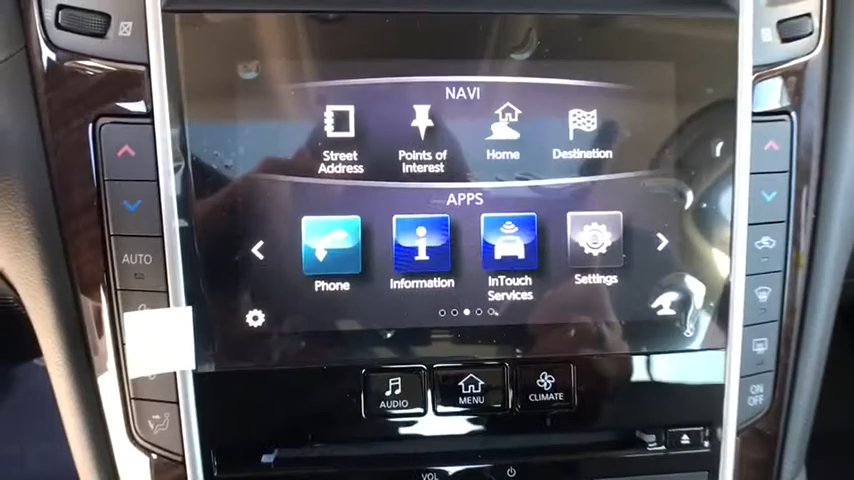 NAVI
Street
Address
Points of
Interest
Home
Destination
APPS
Phone
Information
InTouch
Services
Settings
AUTO
AUDIO
MENU
CLIMATE
ON
OFF
VOL